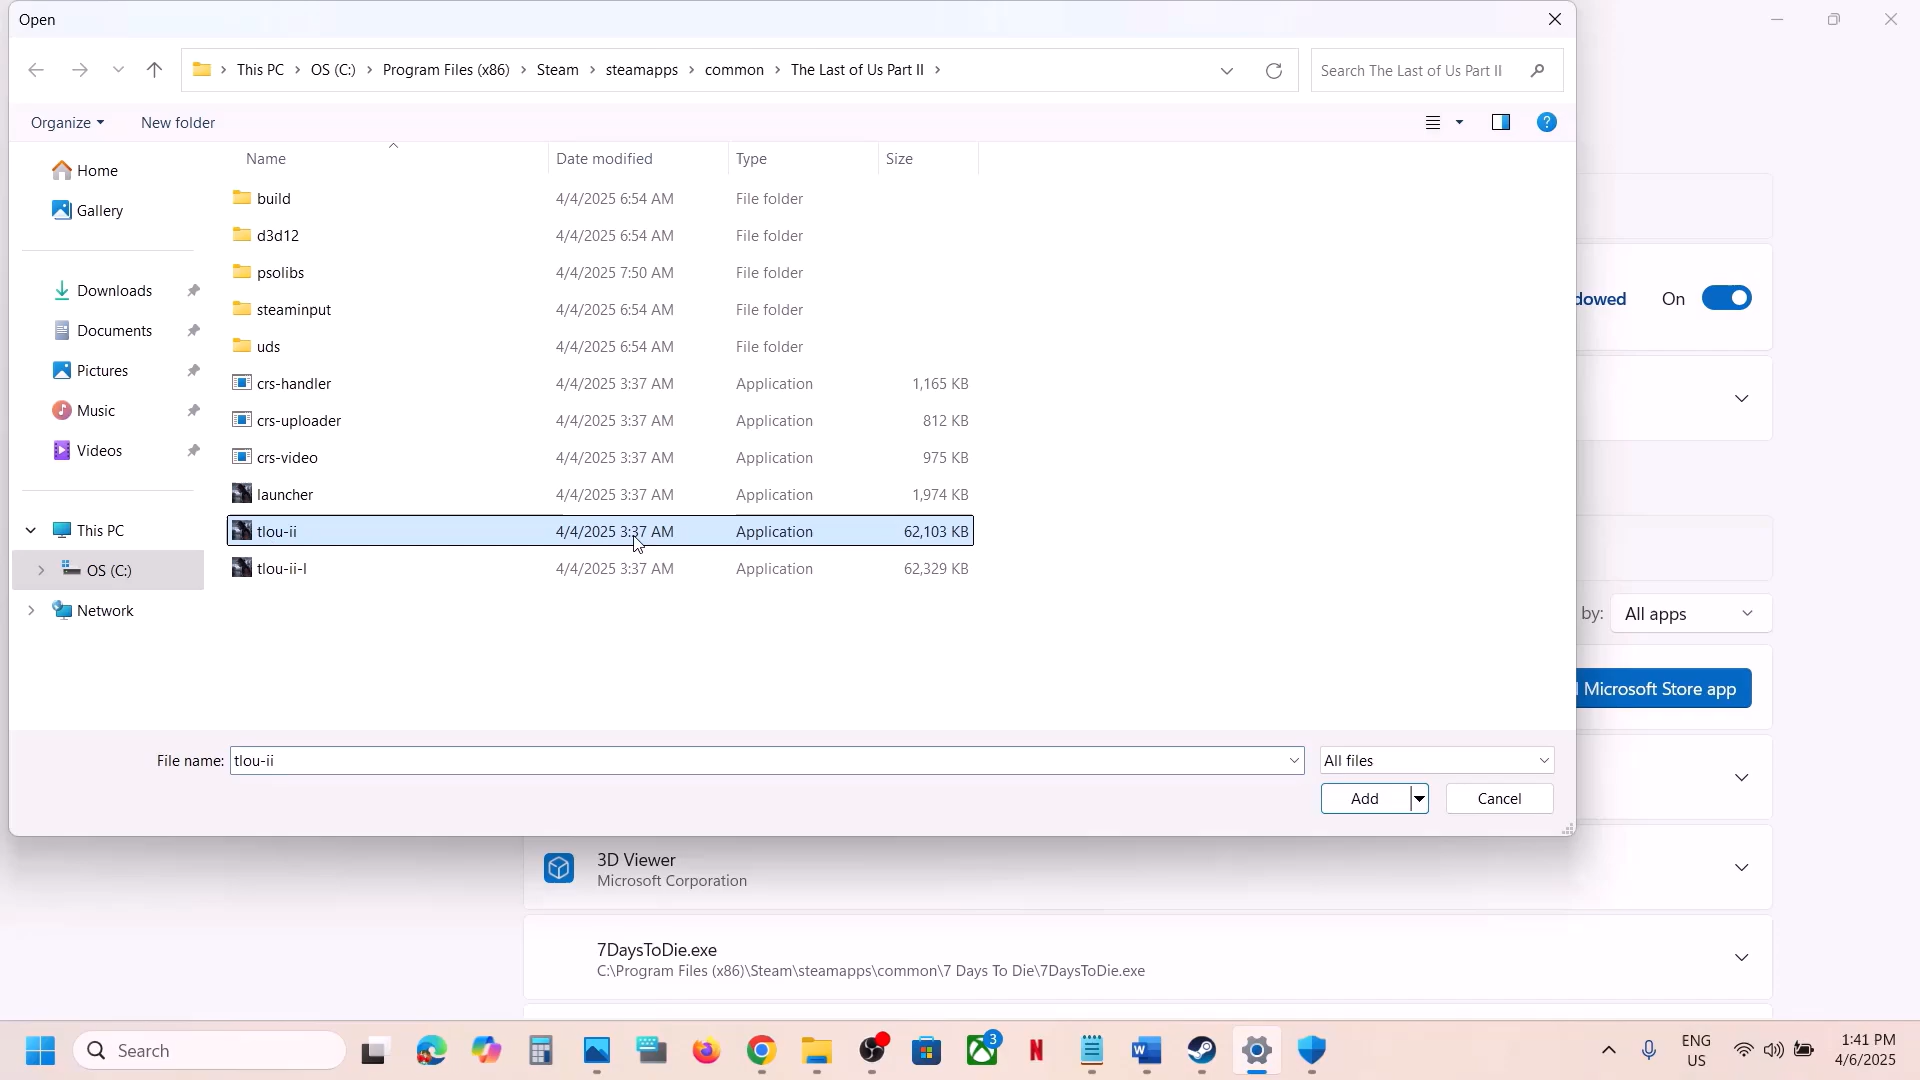 Open
This PC > OS (C:) > Program Files (x86) > Steam > steamapps > common > The Last of Us Part II >
Search The Last of Us Part II
Organize
New folder
Name
Date modified
Type
Size
Home
Gallery
Downloads
Documents
Pictures
Music
Videos
This PC
OS (C:)
Network
build 4/4/2025 6:54 AM File folder
d3d12 4/4/2025 6:54 AM File folder
psolibs 4/4/2025 7:50 AM File folder
steaminput 4/4/2025 6:54 AM File folder
uds 4/4/2025 6:54 AM File folder
crs-handler 4/4/2025 3:37 AM Application 1,165 KB
crs-uploader 4/4/2025 3:37 AM Application 812 KB
crs-video 4/4/2025 3:37 AM Application 975 KB
launcher 4/4/2025 3:37 AM Application 1,974 KB
tlou-ii 4/4/2025 3:37 AM Application 62,103 KB
tlou-ii-l 4/4/2025 3:37 AM Application 62,329 KB
File name: tlou-ii
All files
Add
Cancel
dowed On
by: All apps
Microsoft Store app
3D Viewer
Microsoft Corporation
7DaysToDie.exe
C:\Program Files (x86)\Steam\steamapps\common\7 Days To Die\7DaysToDie.exe
Search
3
ENG
US
1:41 PM
4/6/2025